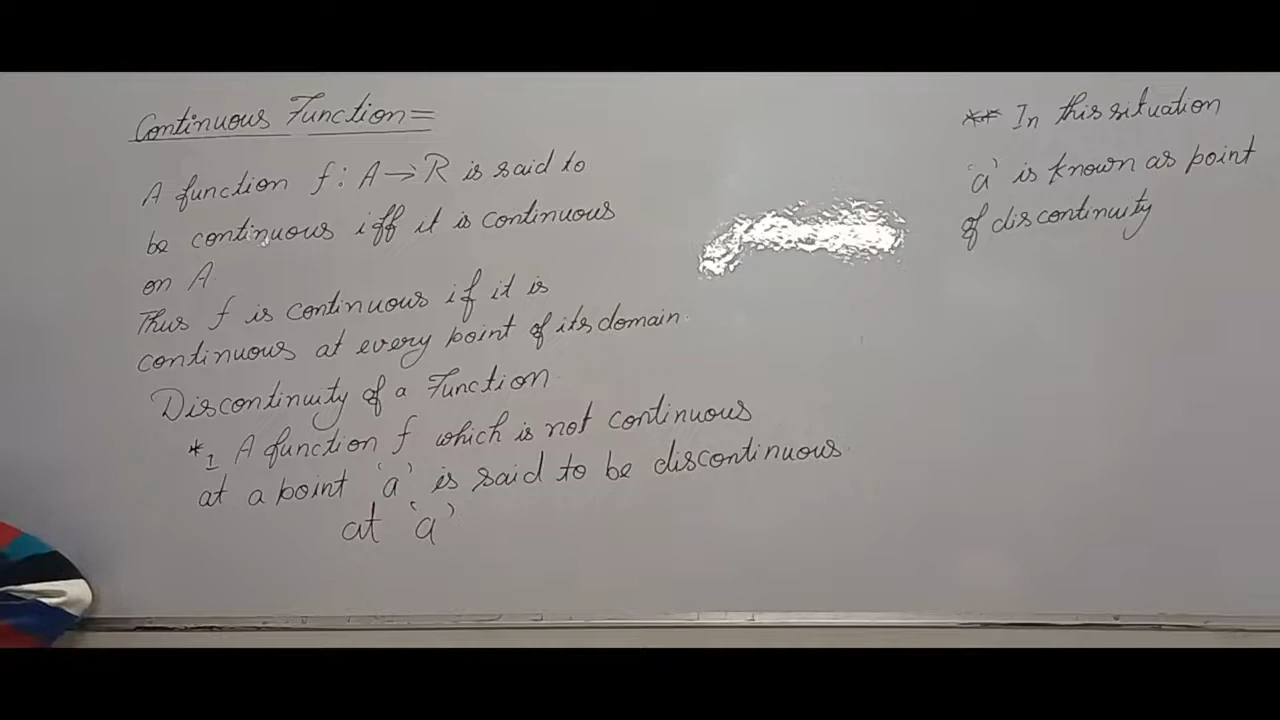 Continuous Function =
A function f : A → R is said to
be continuous iff it is continuous
on A.
Thus f is continuous if it is
continuous at every point of its domain.
Discontinuity of a Function.
*1 A function f which is not continuous
at a point 'a' is said to be discontinuous.
at 'a'
** In this situation
'a' is known as point
of discontinuity